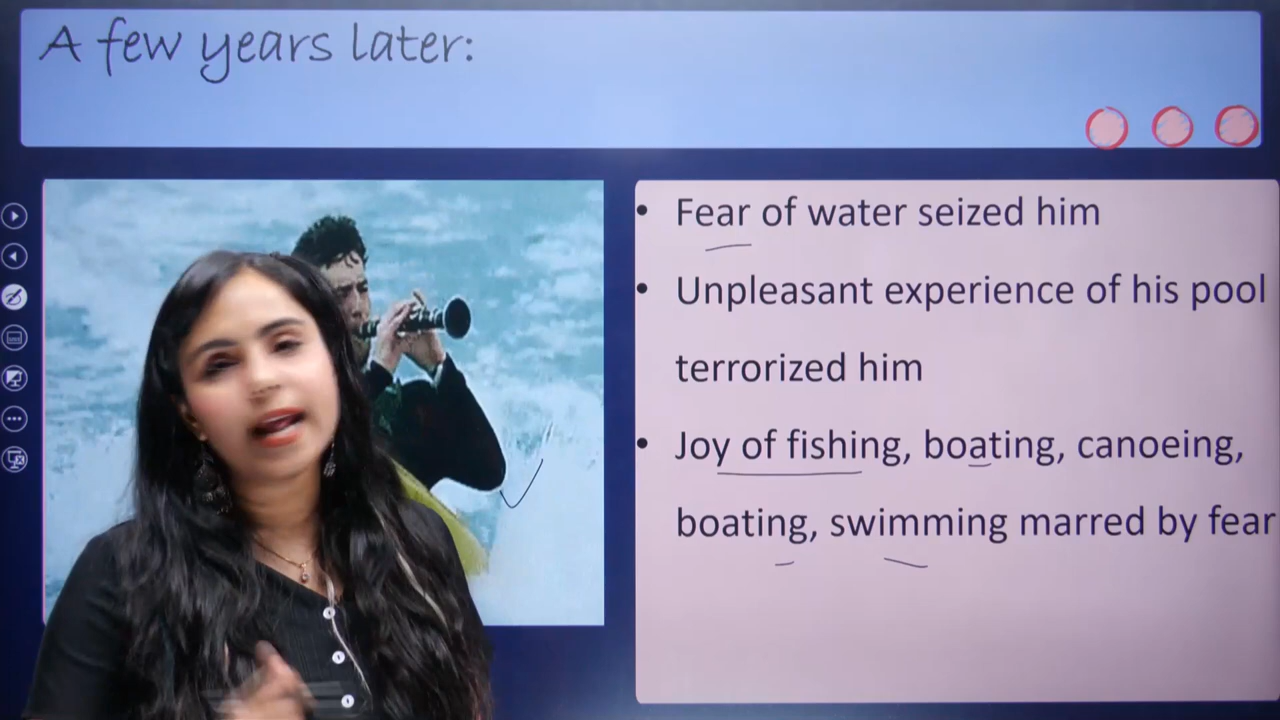 A few years later:
• Fear of water seized him
• Unpleasant experience of his pool
terrorized him
• Joy of fishing, boating, canoeing,
boating, swimming marred by fear